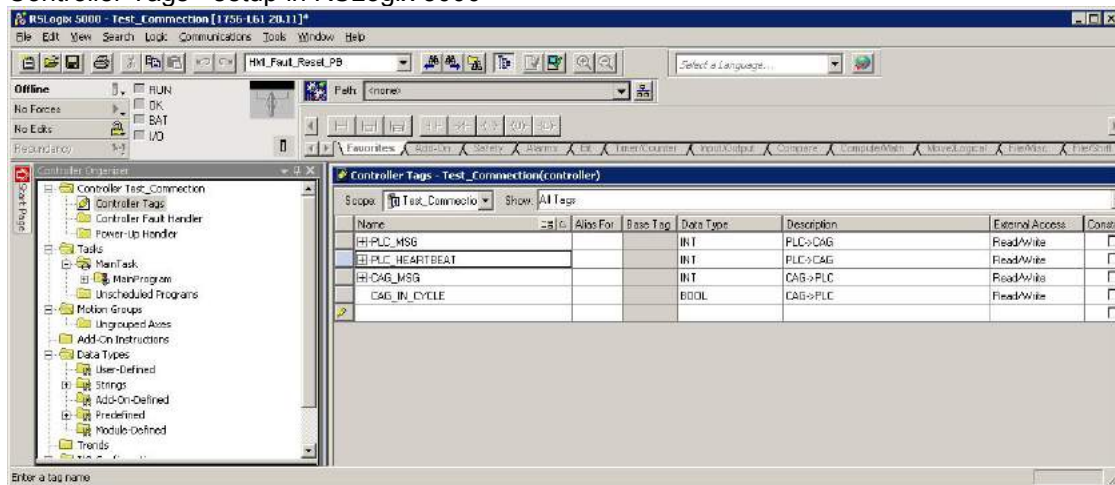 Controller Tags - setup in RSLogix 5000
RSLogix 5000 - Test_Commection [1756-L61 20.11]*
File Edit View Search Logic Communications Tools Window Help
HMI_Fault_Reset_PB
Select a Language...
Offline
RUN
Path: <none>
No Forces
OK
BAT
No Edits
I/O
Redundancy
Favorites Add-On Safety Alarms Bit Timer/Counter Input/Output Compare Compute/Math Move/Logical File/Misc. File/Shift
Start Page
Controller Organizer
Controller Test_Commection
Controller Tags
Controller Fault Handler
Power-Up Handler
Tasks
MainTask
MainProgram
Unscheduled Programs
Motion Groups
Ungrouped Axes
Add-On Instructions
Data Types
User-Defined
Strings
Add-On-Defined
Predefined
Module-Defined
Trends
Controller Tags - Test_Commection(controller)
Scope: Test_Commectio Show: All Tags
Name Alias For Base Tag Data Type Description External Access Consta
PLC_MSG INT PLC->CAG Read/Write
PLC_HEARTBEAT INT PLC->CAG Read/Write
CAG_MSG INT CAG->PLC Read/Write
CAG_IN_CYCLE BOOL CAG->PLC Read/Write
Enter a tag name